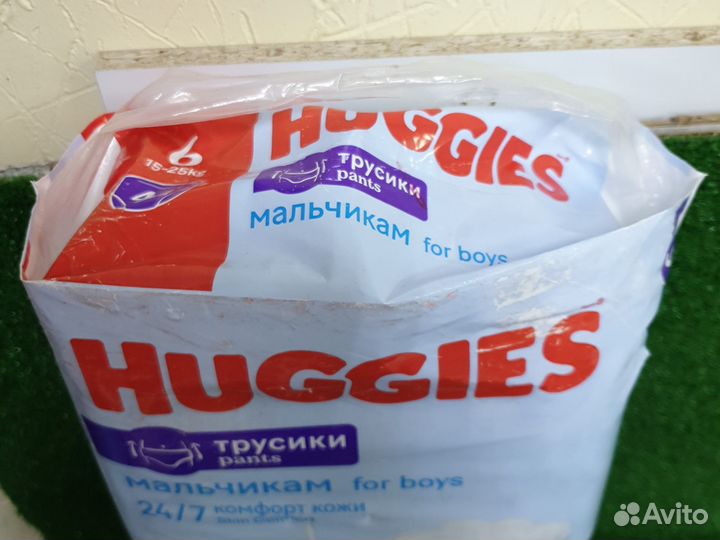 6
15-25kg
6
HUGGIES
трусики
pants
мальчикам for boys
HUGGIES
трусики
pants
мальчикам for boys
24/7 комфорт кожи
Avito